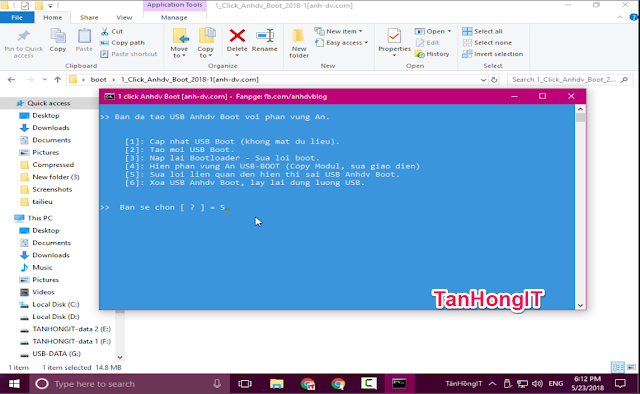 Application Tools
1_Click_Anhdv_Boot_2018-1[anh-dv.com]
File
Home
Share
View
Manage
Pin to Quick access
Copy
Paste
Cut
Copy path
Paste shortcut
Move to
Copy to
Delete
Rename
New folder
New item
Easy access
Properties
Open
Edit
History
Select all
Select none
Invert selection
Clipboard
Organize
New
Open
Select
boot > 1_Click_Anhdv_Boot_2018-1[anh-dv.com]
Search 1_Click_Anhdv_Boot_2...
Quick access
Desktop
Downloads
Documents
Pictures
Compressed
New folder (3)
Screenshots
tailieu
This PC
Desktop
Documents
Downloads
Music
Pictures
Videos
Local Disk (C:)
Local Disk (D:)
TANHONGIT-data 2 (E:)
TANHONGIT-data 1 (F:)
USB-DATA (G:)
1 click Anhdv Boot [anh-dv.com] - Fanpge: fb.com/anhdvblog
>> Ban da tao USB Anhdv Boot voi phan vung An.
[1]: Cap nhat USB Boot (khong mat du lieu).
[2]: Tao moi USB Boot.
[3]: Nap lai Bootloader - Sua loi boot.
[4]: Hien phan vung An USB-BOOT (Copy Modul, sua giao dien)
[5]: Sua loi lien quan den hien thi sai USB Anhdv Boot.
[6]: Xoa USB Anhdv Boot, lay lai dung luong USB.
>> Ban se chon [ ? ] = 5_
TanHongIT
1 item 1 item selected 14.8 MB
Type here to search
TânHôngIT
ENG
6:12 PM
5/23/2018